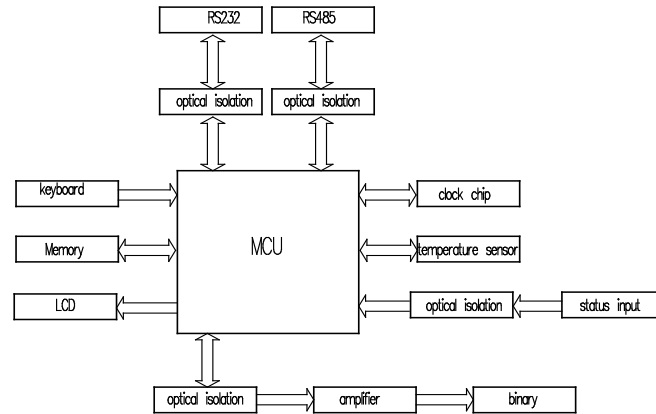 RS232
RS485
optical isolation
optical isolation
keyboard
clock chip
MCU
Memory
temperature sensor
LCD
optical isolation
status input
optical isolation
amplifier
binary